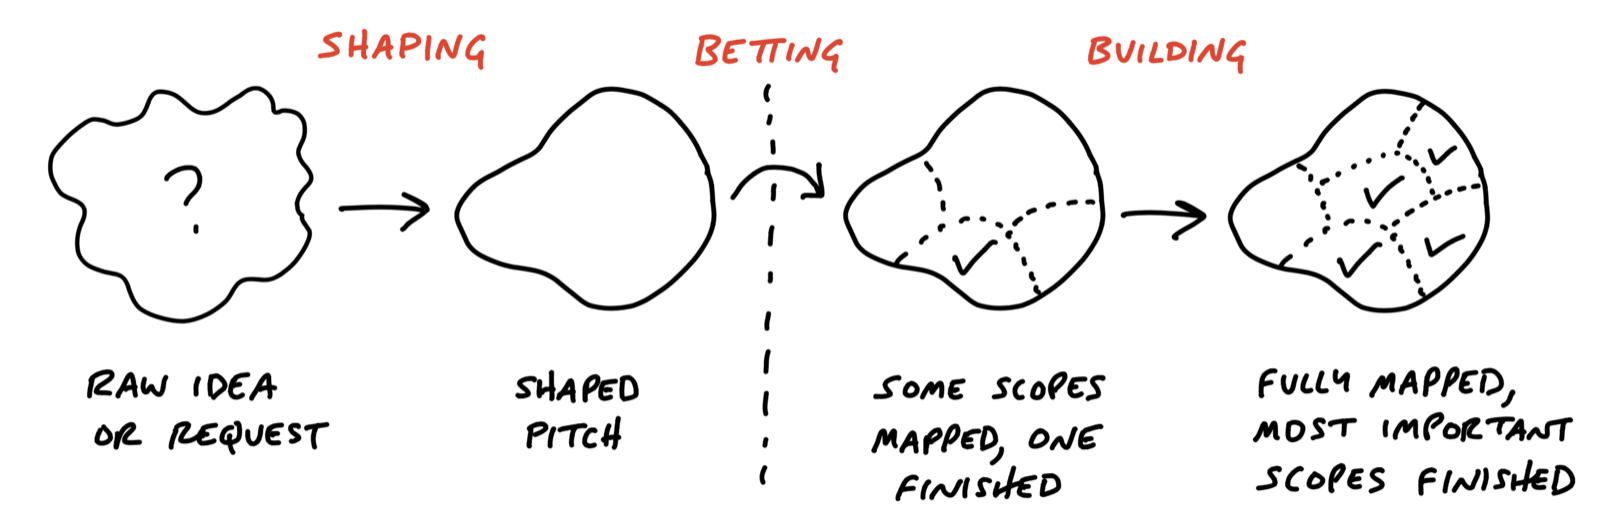 SHAPING
BETTING
BUILDING
?
RAW IDEA
OR REQUEST
SHAPED
PITCH
SOME SCOPES
MAPPED, ONE
FINISHED
FULLY MAPPED,
MOST IMPORTANT
SCOPES FINISHED